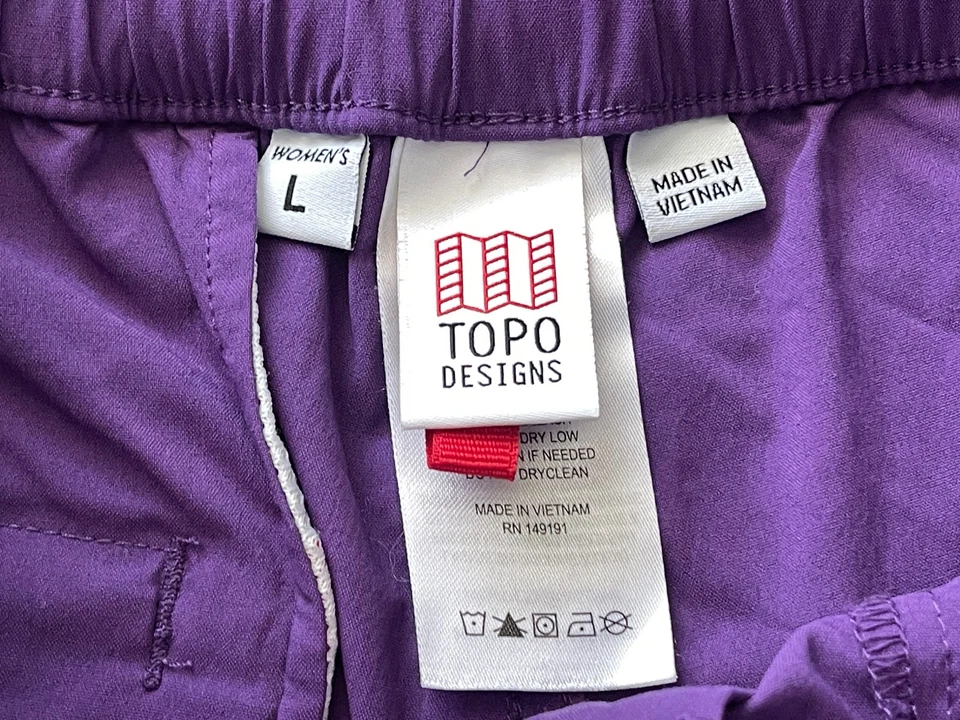 WOMEN'S
L
TOPO
DESIGNS
MADE IN
VIETNAM
DRY LOW
IF NEEDED
DRYCLEAN
MADE IN VIETNAM
RN 149191